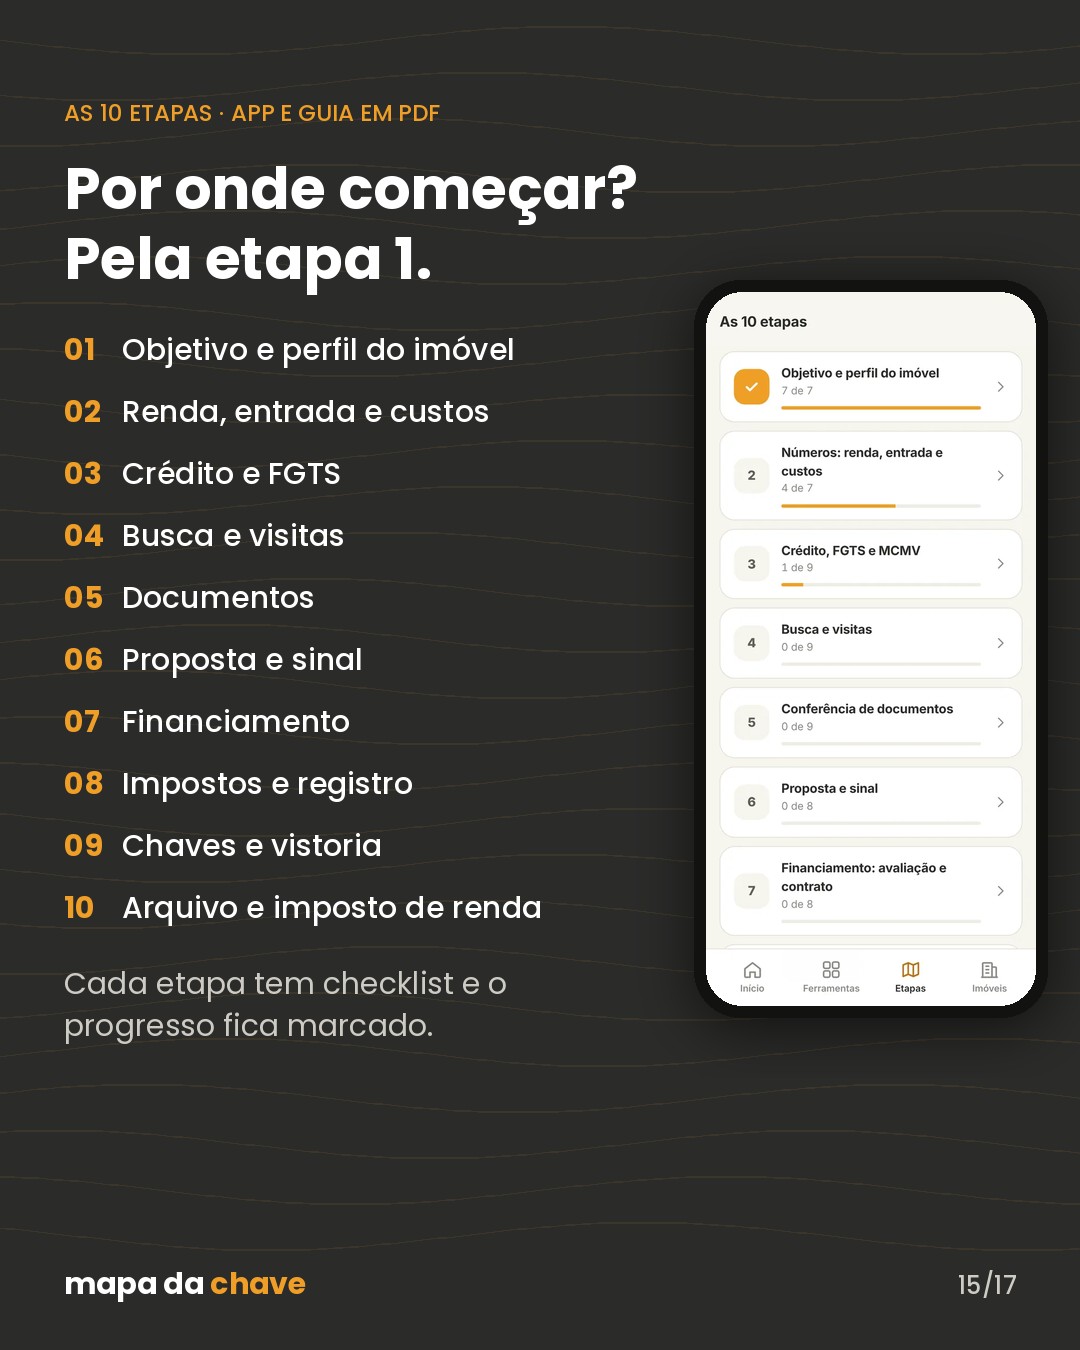 AS 10 ETAPAS · APP E GUIA EM PDF
Por onde começar?
Pela etapa 1.
01 Objetivo e perfil do imóvel
02 Renda, entrada e custos
03 Crédito e FGTS
04 Busca e visitas
05 Documentos
06 Proposta e sinal
07 Financiamento
08 Impostos e registro
09 Chaves e vistoria
10 Arquivo e imposto de renda
Cada etapa tem checklist e o
progresso fica marcado.
As 10 etapas
Objetivo e perfil do imóvel
7 de 7
2
Números: renda, entrada e
custos
4 de 7
3
Crédito, FGTS e MCMV
1 de 9
4
Busca e visitas
0 de 9
5
Conferência de documentos
0 de 9
6
Proposta e sinal
0 de 8
7
Financiamento: avaliação e
contrato
0 de 8
Início Ferramentas Etapas Imóveis
mapa da chave
15/17